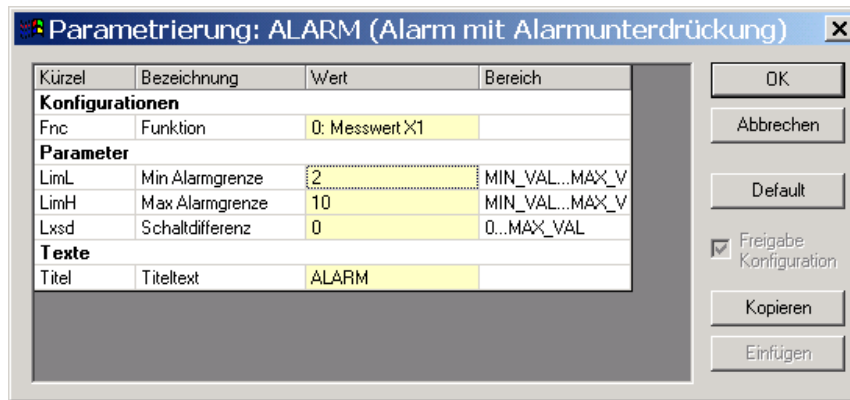 Parametrierung: ALARM (Alarm mit Alarmunterdrückung)
Kürzel Bezeichnung Wert Bereich
Konfigurationen
Fnc Funktion 0: Messwert X1
Parameter
LimL Min Alarmgrenze 2 MIN_VAL...MAX_V
LimH Max Alarmgrenze 10 MIN_VAL...MAX_V
Lxsd Schaltdifferenz 0 0...MAX_VAL
Texte
Titel Titeltext ALARM
OK
Abbrechen
Default
Freigabe
Konfiguration
Kopieren
Einfügen